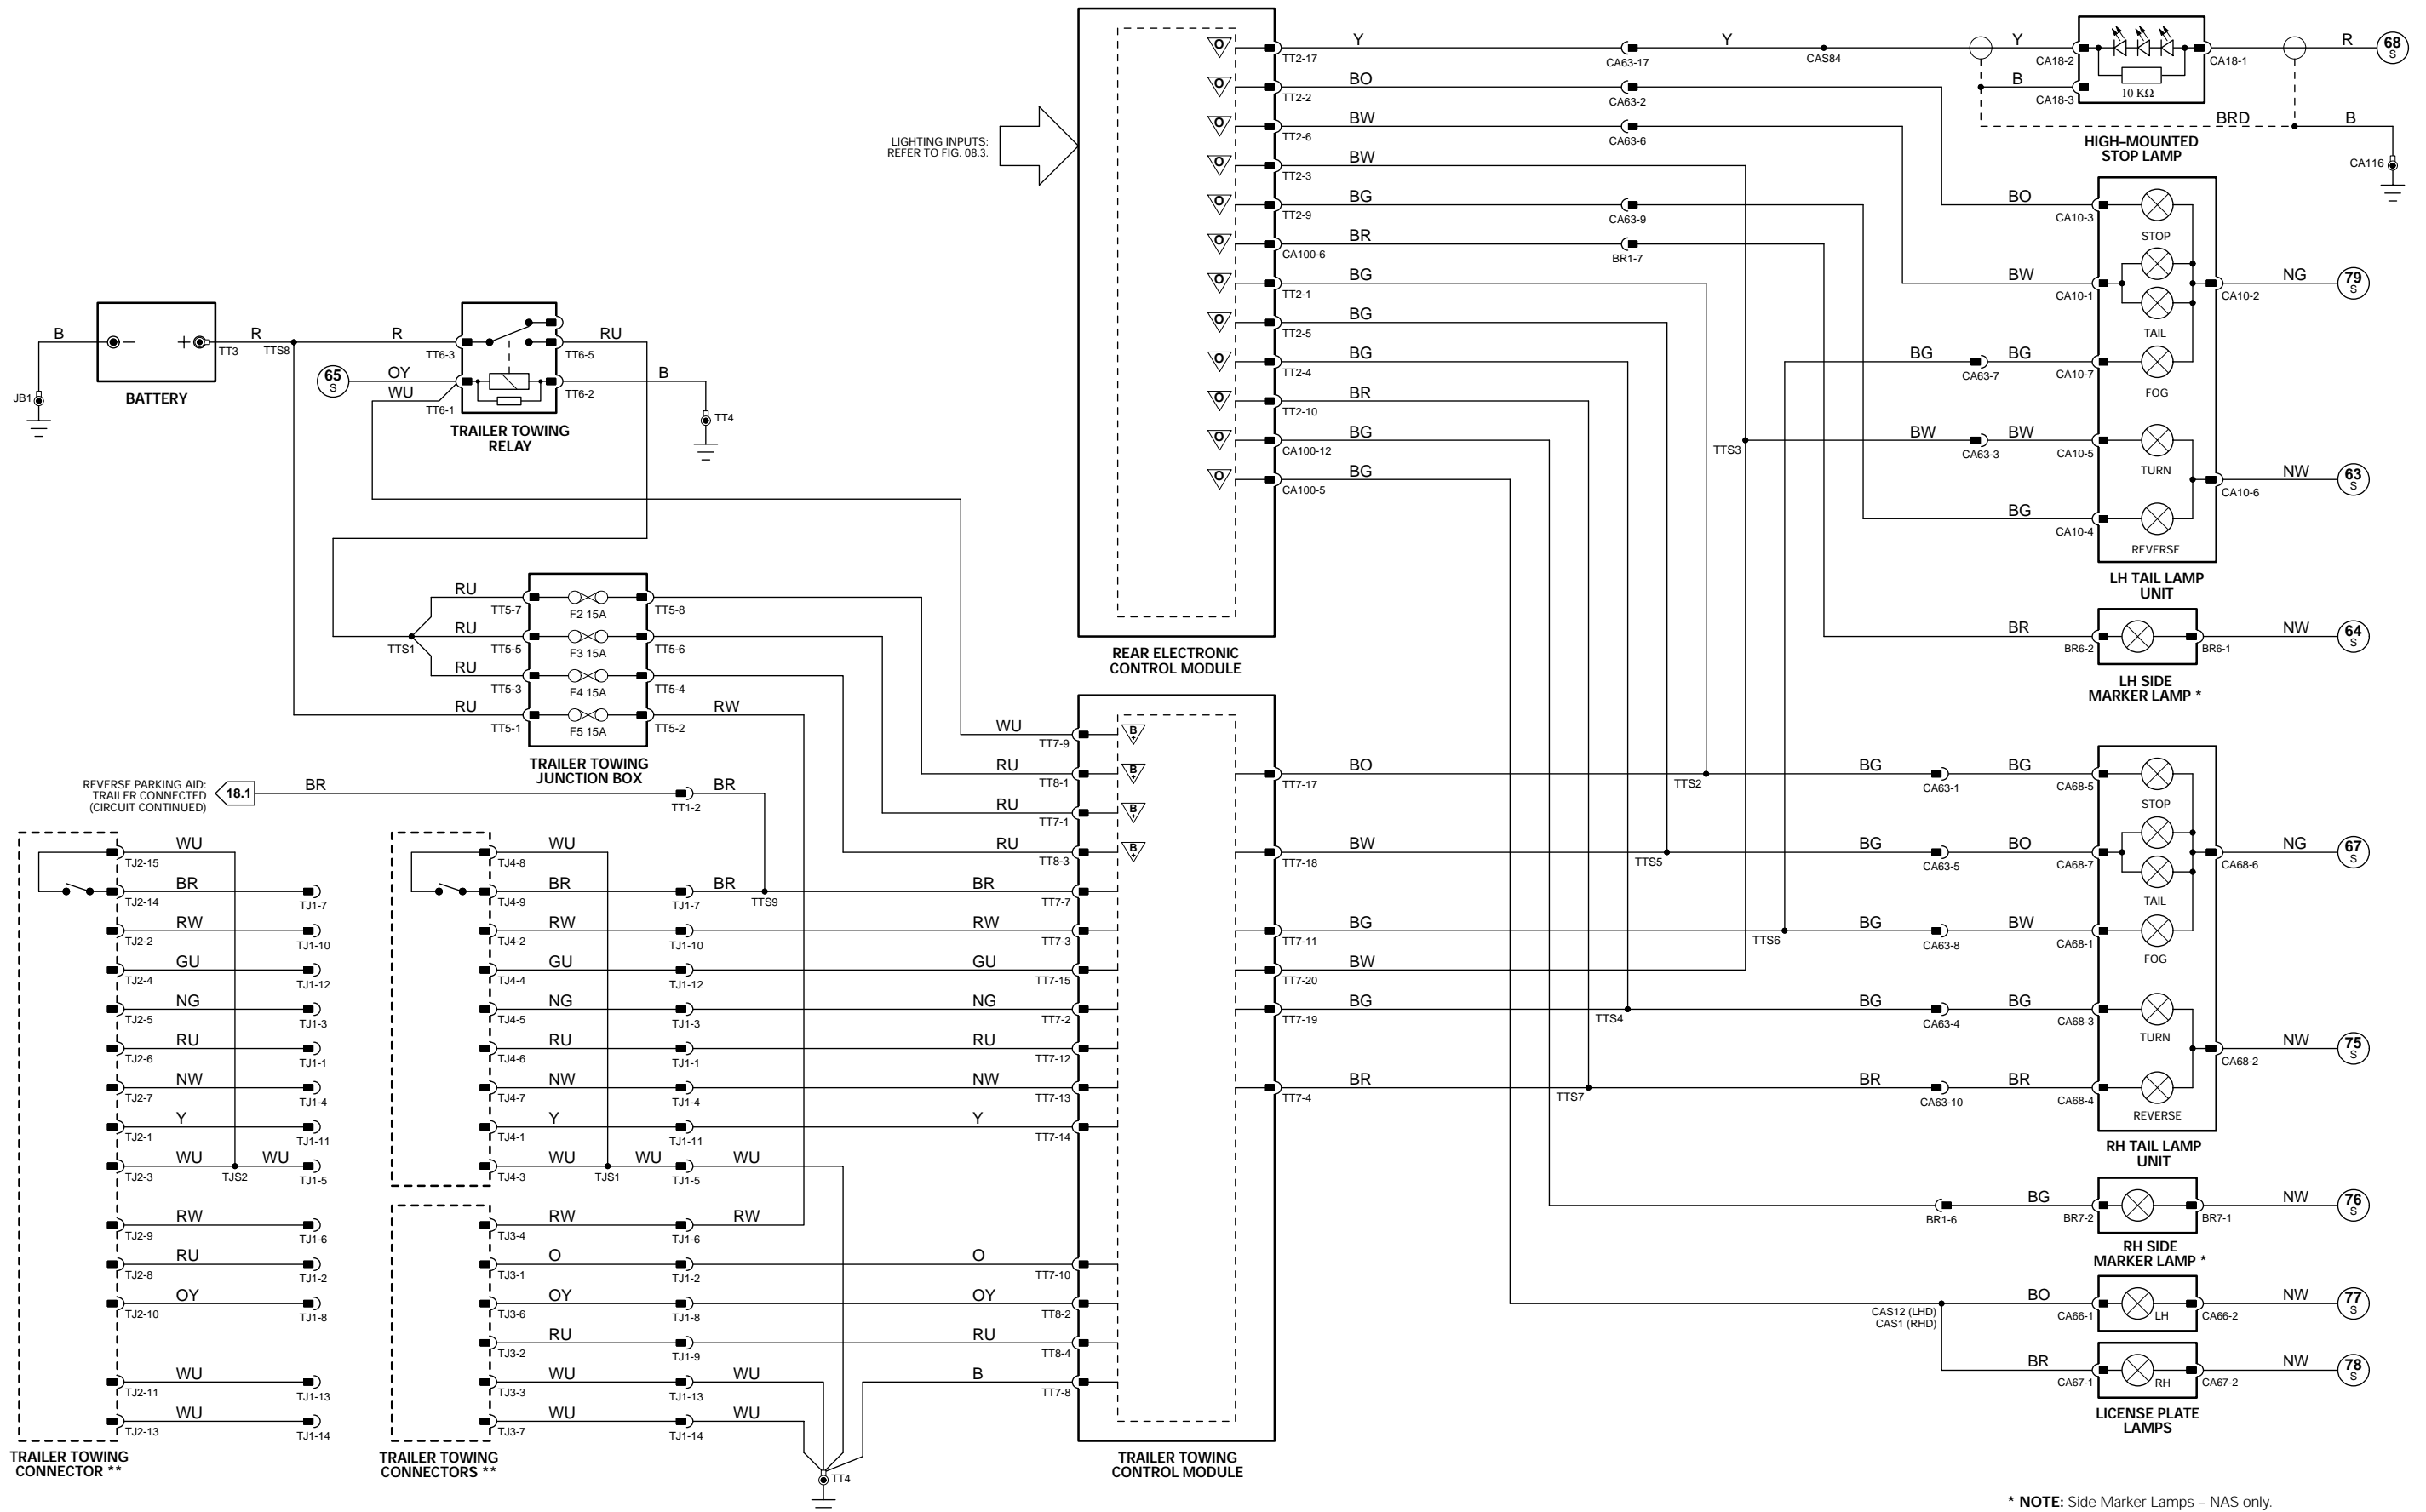 Y
TT2-17
CA63-17
Y
CAS84
Y
CA18-2
B
CA18-3
10 KΩ
CA18-1
R
68
S
BRD
B
CA116
HIGH–MOUNTED
STOP LAMP
LIGHTING INPUTS:
REFER TO FIG. 08.3.
O
O
O
O
O
O
O
O
O
O
O
O
BO
TT2-2
CA63-2
BW
TT2-6
CA63-6
BW
TT2-3
BG
TT2-9
CA63-9
BR
CA100-6
BR1-7
BG
TT2-1
BG
TT2-5
BG
TT2-4
BR
TT2-10
BG
CA100-12
BG
CA100-5
REAR ELECTRONIC
CONTROL MODULE
BO
CA10-3
STOP
BW
CA10-1
TAIL
CA10-2
NG
79
S
BG
CA63-7
BG
CA10-7
FOG
TTS3
BW
CA63-3
BW
CA10-5
TURN
CA10-6
NW
63
S
BG
CA10-4
REVERSE
LH TAIL LAMP
UNIT
BR
BR6-2
BR6-1
NW
64
S
LH SIDE
MARKER LAMP *
B
JB1
–
+
TT3
BATTERY
R
TTS8
R
TT6-3
65
S
OY
WU
TT6-1
TT6-5
RU
TT6-2
B
TT4
TRAILER TOWING
RELAY
TTS1
RU
TT5-7
F2 15A
TT5-8
RU
TT5-5
F3 15A
TT5-6
RU
TT5-3
F4 15A
TT5-4
RU
TT5-1
F5 15A
TT5-2
RW
TRAILER TOWING
JUNCTION BOX
REVERSE PARKING AID:
TRAILER CONNECTED
(CIRCUIT CONTINUED)
18.1
BR
TT1-2
BR
WU
TT7-9
B
+
RU
TT8-1
B
+
RU
TT7-1
B
+
RU
TT8-3
B
+
TJ2-15
WU
TJ2-14
BR
TJ1-7
TJ2-2
RW
TJ1-10
TJ2-4
GU
TJ1-12
TJ2-5
NG
TJ1-3
TJ2-6
RU
TJ1-1
TJ2-7
NW
TJ1-4
TJ2-1
Y
TJ1-11
TJ2-3
WU
TJS2
WU
TJ1-5
TJ2-9
RW
TJ1-6
TJ2-8
RU
TJ1-2
TJ2-10
OY
TJ1-8
TJ2-11
WU
TJ1-13
TJ2-13
WU
TJ1-14
TRAILER TOWING
CONNECTOR **
TJ4-8
WU
TJ4-9
BR
TJ1-7
BR
TTS9
BR
TT7-7
TJ4-2
RW
TJ1-10
RW
TT7-3
TJ4-4
GU
TJ1-12
GU
TT7-15
TJ4-5
NG
TJ1-3
NG
TT7-2
TJ4-6
RU
TJ1-1
RU
TT7-12
TJ4-7
NW
TJ1-4
NW
TT7-13
TJ4-1
Y
TJ1-11
Y
TT7-14
TJ4-3
WU
TJS1
WU
TJ1-5
WU
TJ3-4
RW
TJ1-6
RW
TJ3-1
O
TJ1-2
O
TT7-10
TJ3-6
OY
TJ1-8
OY
TT8-2
TJ3-2
RU
TJ1-9
RU
TT8-4
TJ3-3
WU
TJ1-13
WU
B
TT7-8
TJ3-7
WU
TJ1-14
WU
TT4
TRAILER TOWING
CONNECTORS **
TRAILER TOWING
CONTROL MODULE
TT7-17
BO
TTS2
BG
CA63-1
BG
CA68-5
STOP
TT7-18
BW
TTS5
BG
CA63-5
BO
CA68-7
TAIL
CA68-6
NG
67
S
TT7-11
BG
TTS6
BG
CA63-8
BW
CA68-1
FOG
TT7-20
BW
TT7-19
BG
TTS4
BG
CA63-4
BG
CA68-3
TURN
CA68-2
NW
75
S
TT7-4
BR
TTS7
BR
CA63-10
BR
CA68-4
REVERSE
RH TAIL LAMP
UNIT
BR1-6
BG
BR7-2
BR7-1
NW
76
S
RH SIDE
MARKER LAMP *
CAS12 (LHD)
CAS1 (RHD)
BO
CA66-1
LH
CA66-2
NW
77
S
BR
CA67-1
RH
CA67-2
NW
78
S
LICENSE PLATE
LAMPS
* NOTE: Side Marker Lamps – NAS only.